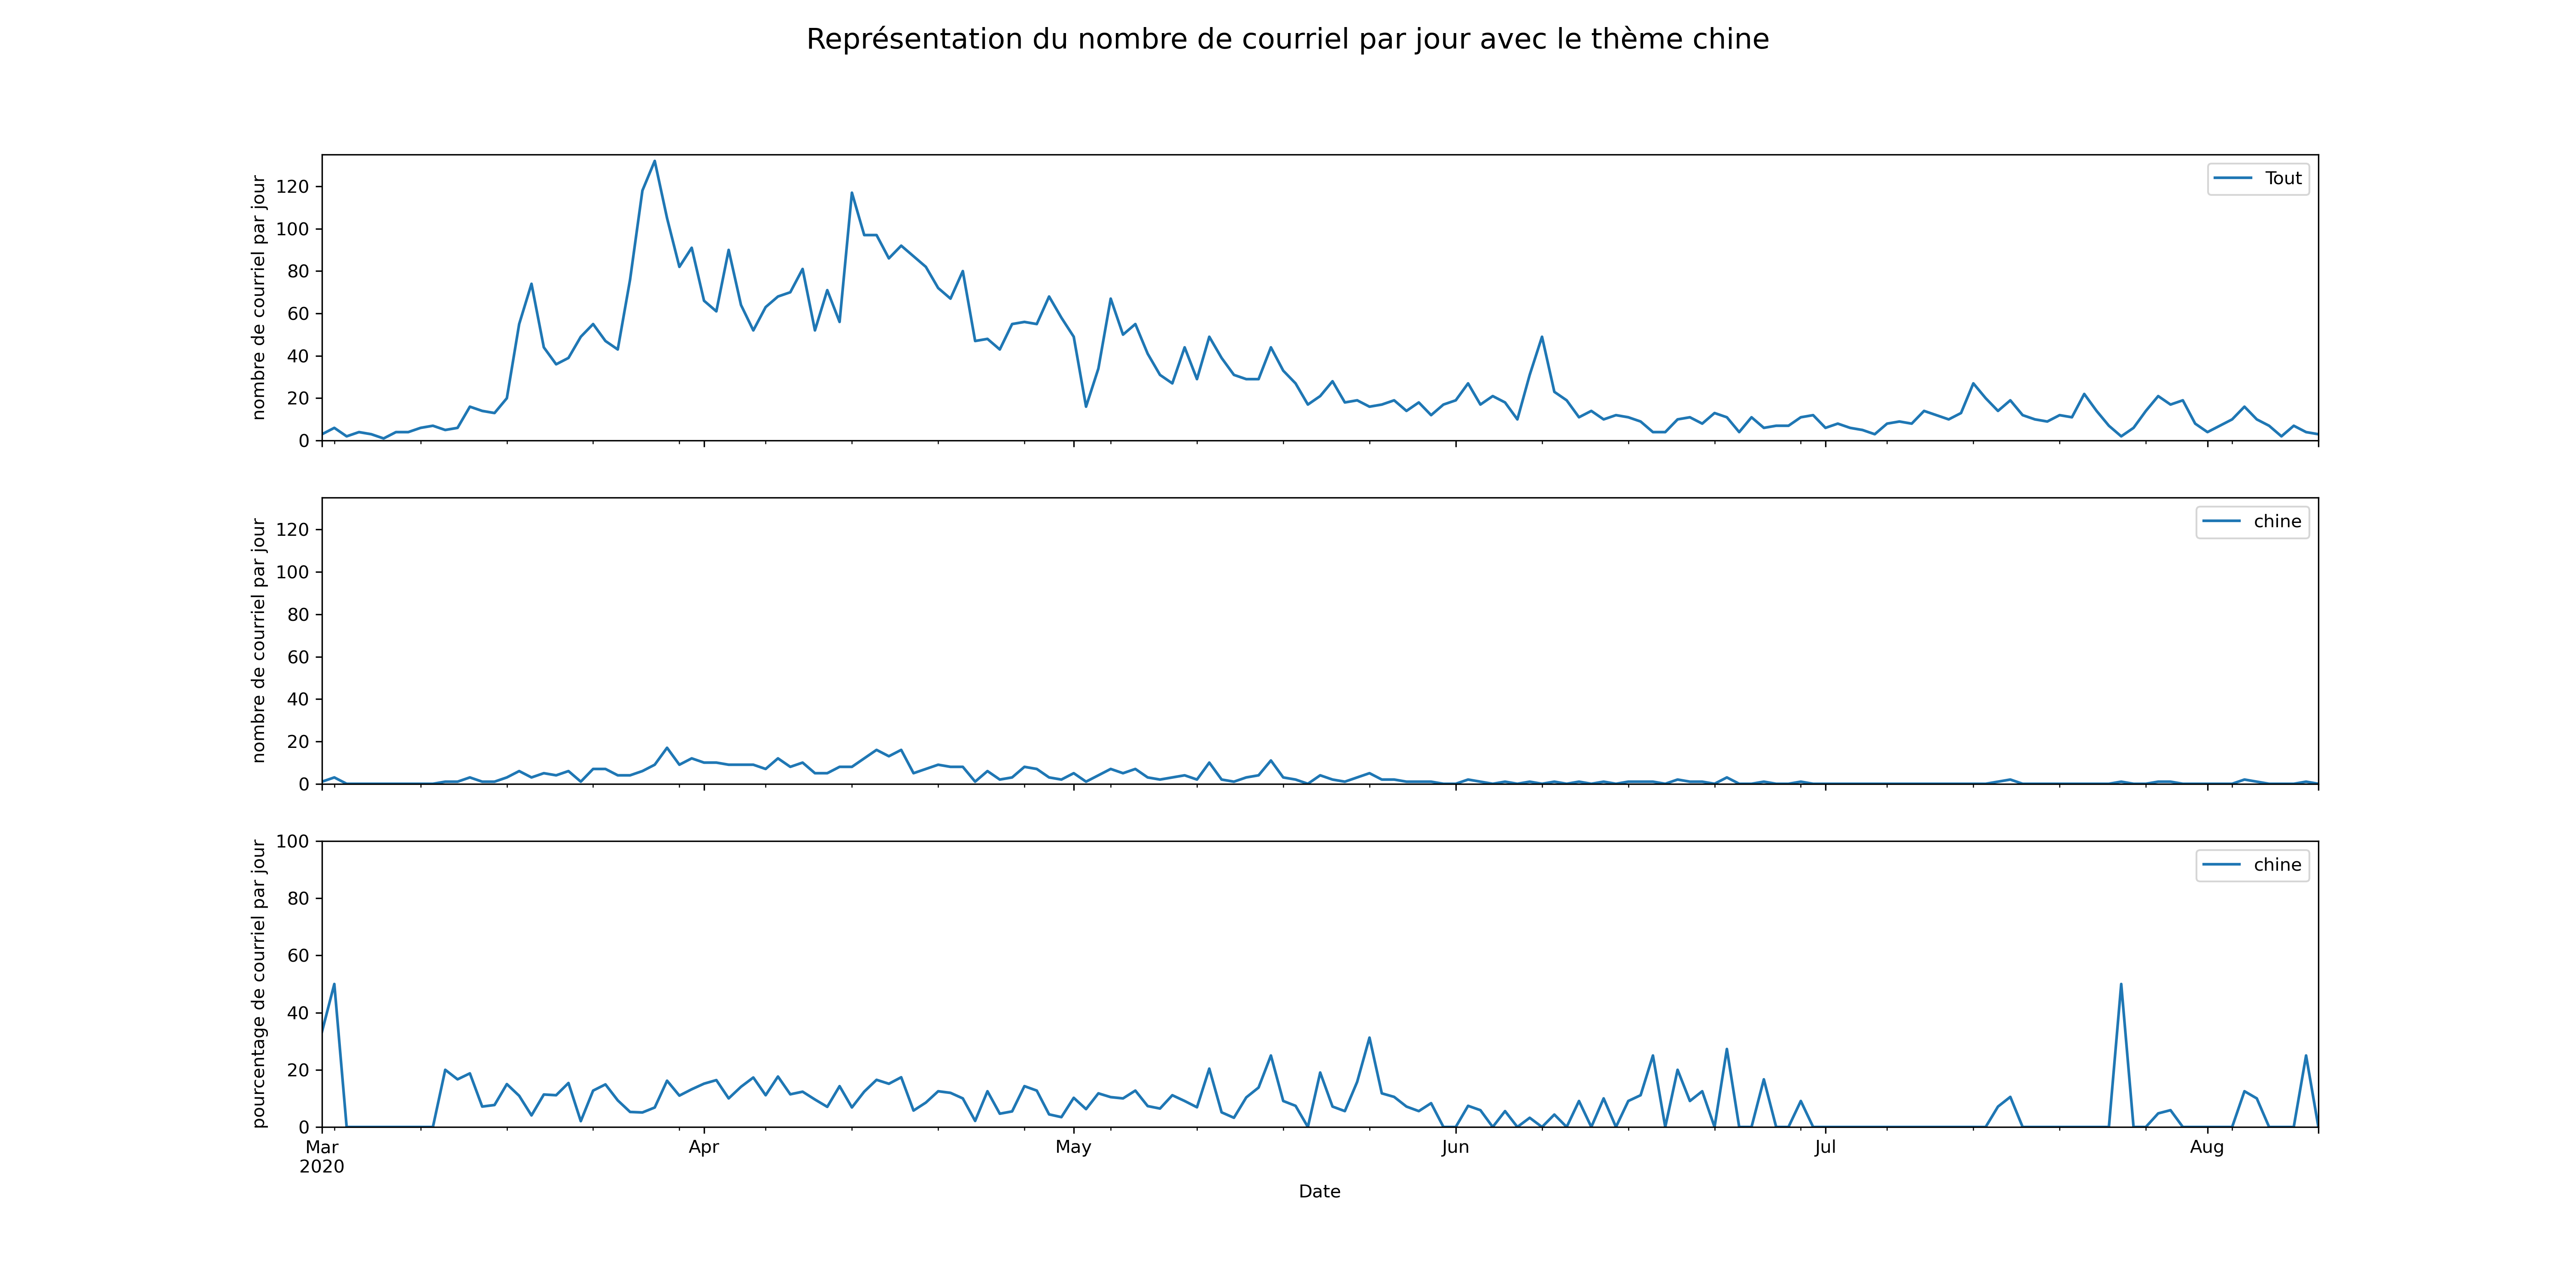 Représentation du nombre de courriel par jour avec le thème chine
nombre de courriel par jour
120
100
80
60
40
20
0
Tout
nombre de courriel par jour
120
100
80
60
40
20
0
chine
pourcentage de courriel par jour
100
80
60
40
20
0
chine
Mar Apr May Jun Jul Aug
2020
Date